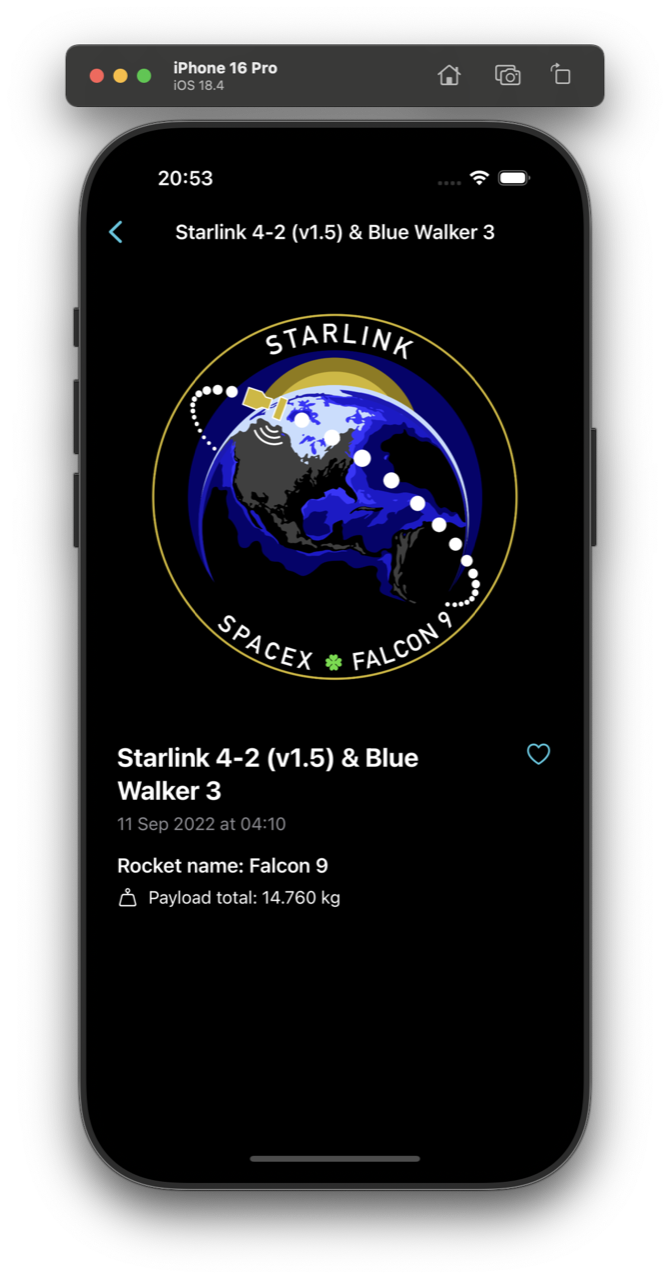 iPhone 16 Pro
iOS 18.4
20:53
Starlink 4-2 (v1.5) & Blue Walker 3
STARLINK
SPACEX FALCON 9
Starlink 4-2 (v1.5) & Blue
Walker 3
11 Sep 2022 at 04:10
Rocket name: Falcon 9
Payload total: 14.760 kg